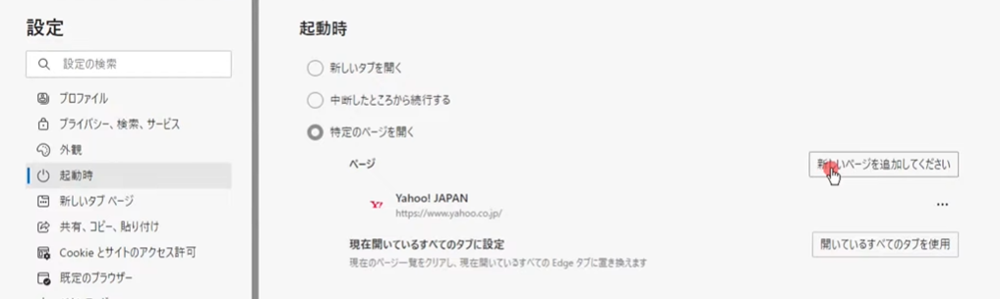 設定
設定の検索
プロファイル
プライバシー、検索、サービス
外観
起動時
新しいタブ ページ
共有、コピー、貼り付け
Cookie とサイトのアクセス許可
既定のブラウザー
起動時
新しいタブを開く
中断したところから続行する
特定のページを開く
ページ
新しいページを追加してください
Yahoo! JAPAN
https://www.yahoo.co.jp/
現在開いているすべてのタブに設定
現在のページ一覧をクリアし、現在開いているすべての Edge タブに置き換えます
開いているすべてのタブを使用